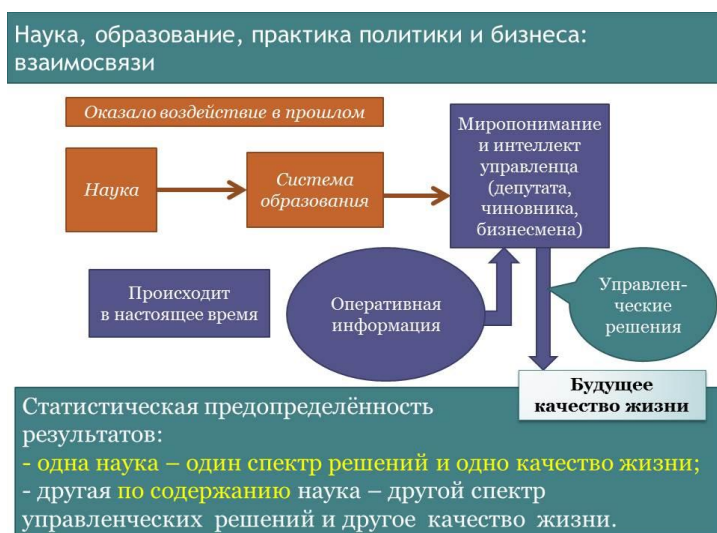 Наука, образование, практика политики и бизнеса:
взаимосвязи
Оказало воздействие в прошлом
Миропонимание
и интеллект
управленца
(депутата,
чиновника,
бизнесмена)
Наука
Система
образования
Происходит
в настоящее время
Оперативная
информация
Управлен-
ческие
решения
Будущее
качество жизни
Статистическая предопределённость
результатов:
- одна наука – один спектр решений и одно качество жизни;
- другая по содержанию наука – другой спектр
управленческих решений и другое качество жизни.